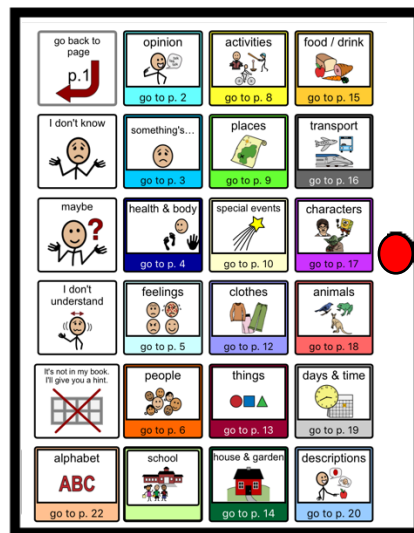 go back to
page
p.1
opinion
go to p. 2
activities
go to p. 8
food / drink
go to p. 15
I don't know
something's...
go to p. 3
places
go to p. 9
transport
go to p. 16
maybe
?
health & body
go to p. 4
special events
go to p. 10
characters
go to p. 17
I don't
understand
feelings
go to p. 5
clothes
go to p. 12
animals
go to p. 18
It's not in my book.
I'll give you a hint.
people
go to p. 6
things
go to p. 13
days & time
go to p. 19
alphabet
ABC
go to p. 22
school
house & garden
go to p. 14
descriptions
go to p. 20